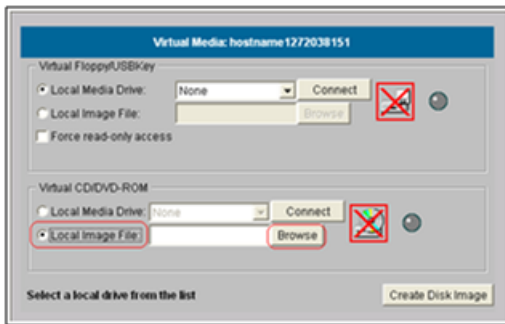 Virtual Media: hostname1272038151
Virtual Floppy/USBKey
Local Media Drive: None Connect
Local Image File: Browse
Force read-only access
Virtual CD/DVD-ROM
Local Media Drive: None Connect
Local Image File: Browse
Select a local drive from the list Create Disk Image